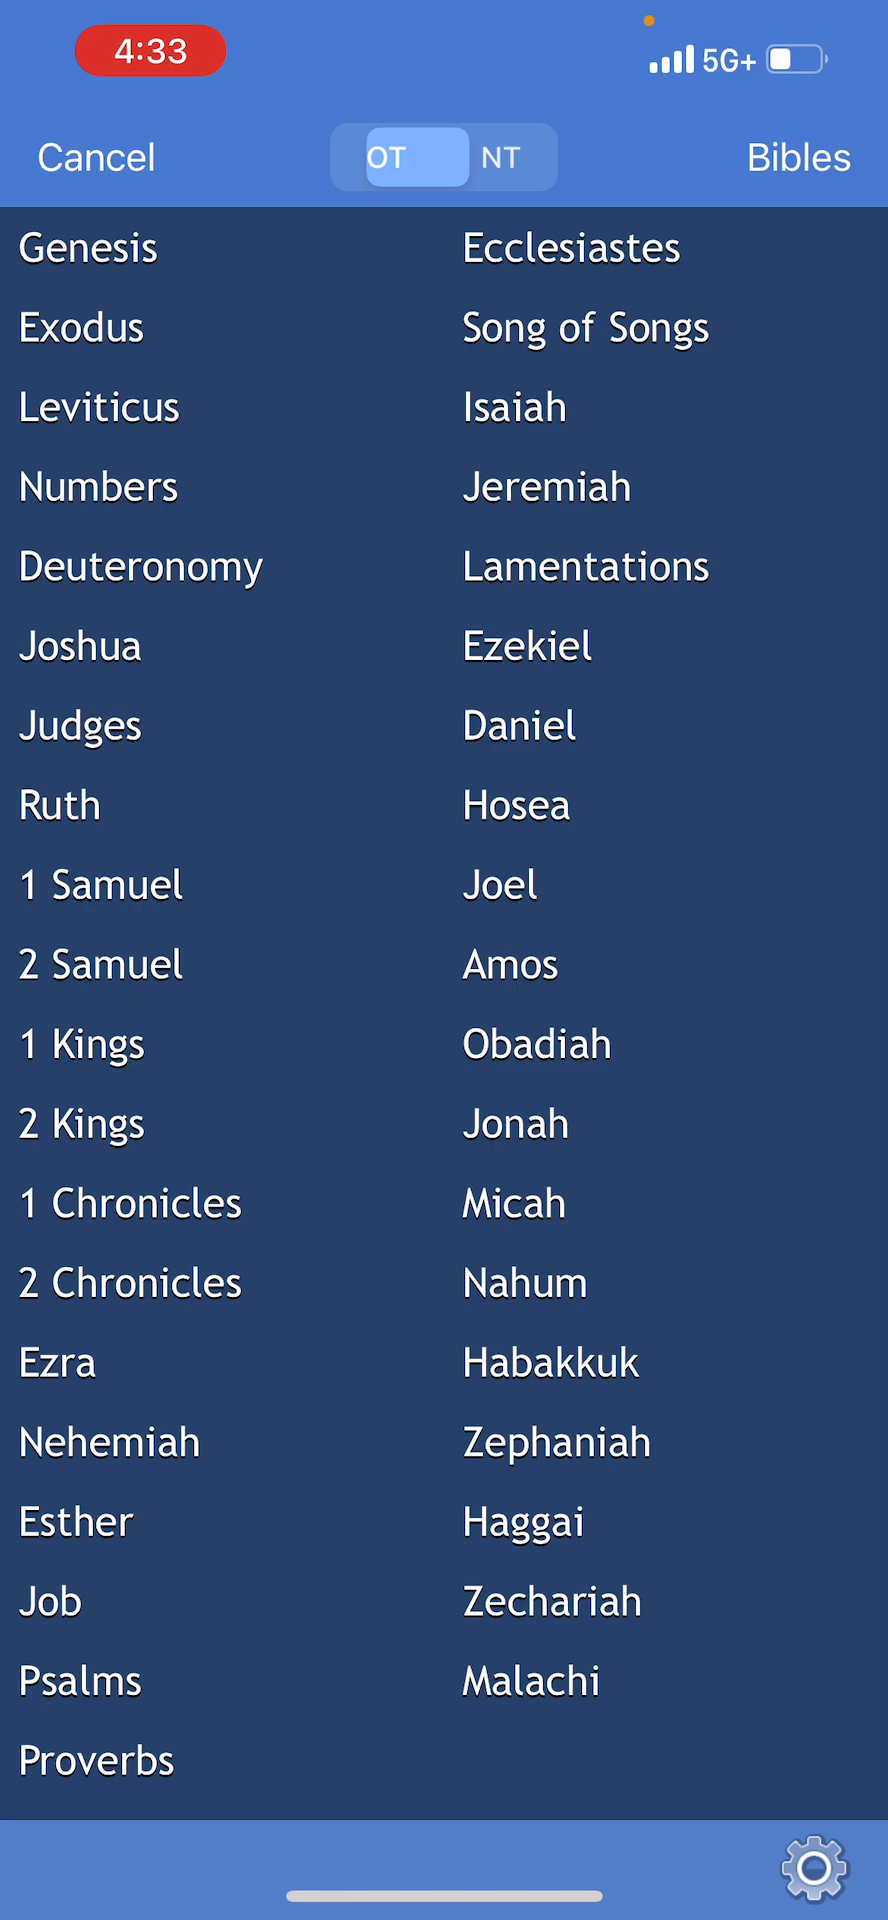 4:33
5G+
Cancel
OT NT
Bibles
Genesis
Exodus
Leviticus
Numbers
Deuteronomy
Joshua
Judges
Ruth
1 Samuel
2 Samuel
1 Kings
2 Kings
1 Chronicles
2 Chronicles
Ezra
Nehemiah
Esther
Job
Psalms
Proverbs
Ecclesiastes
Song of Songs
Isaiah
Jeremiah
Lamentations
Ezekiel
Daniel
Hosea
Joel
Amos
Obadiah
Jonah
Micah
Nahum
Habakkuk
Zephaniah
Haggai
Zechariah
Malachi